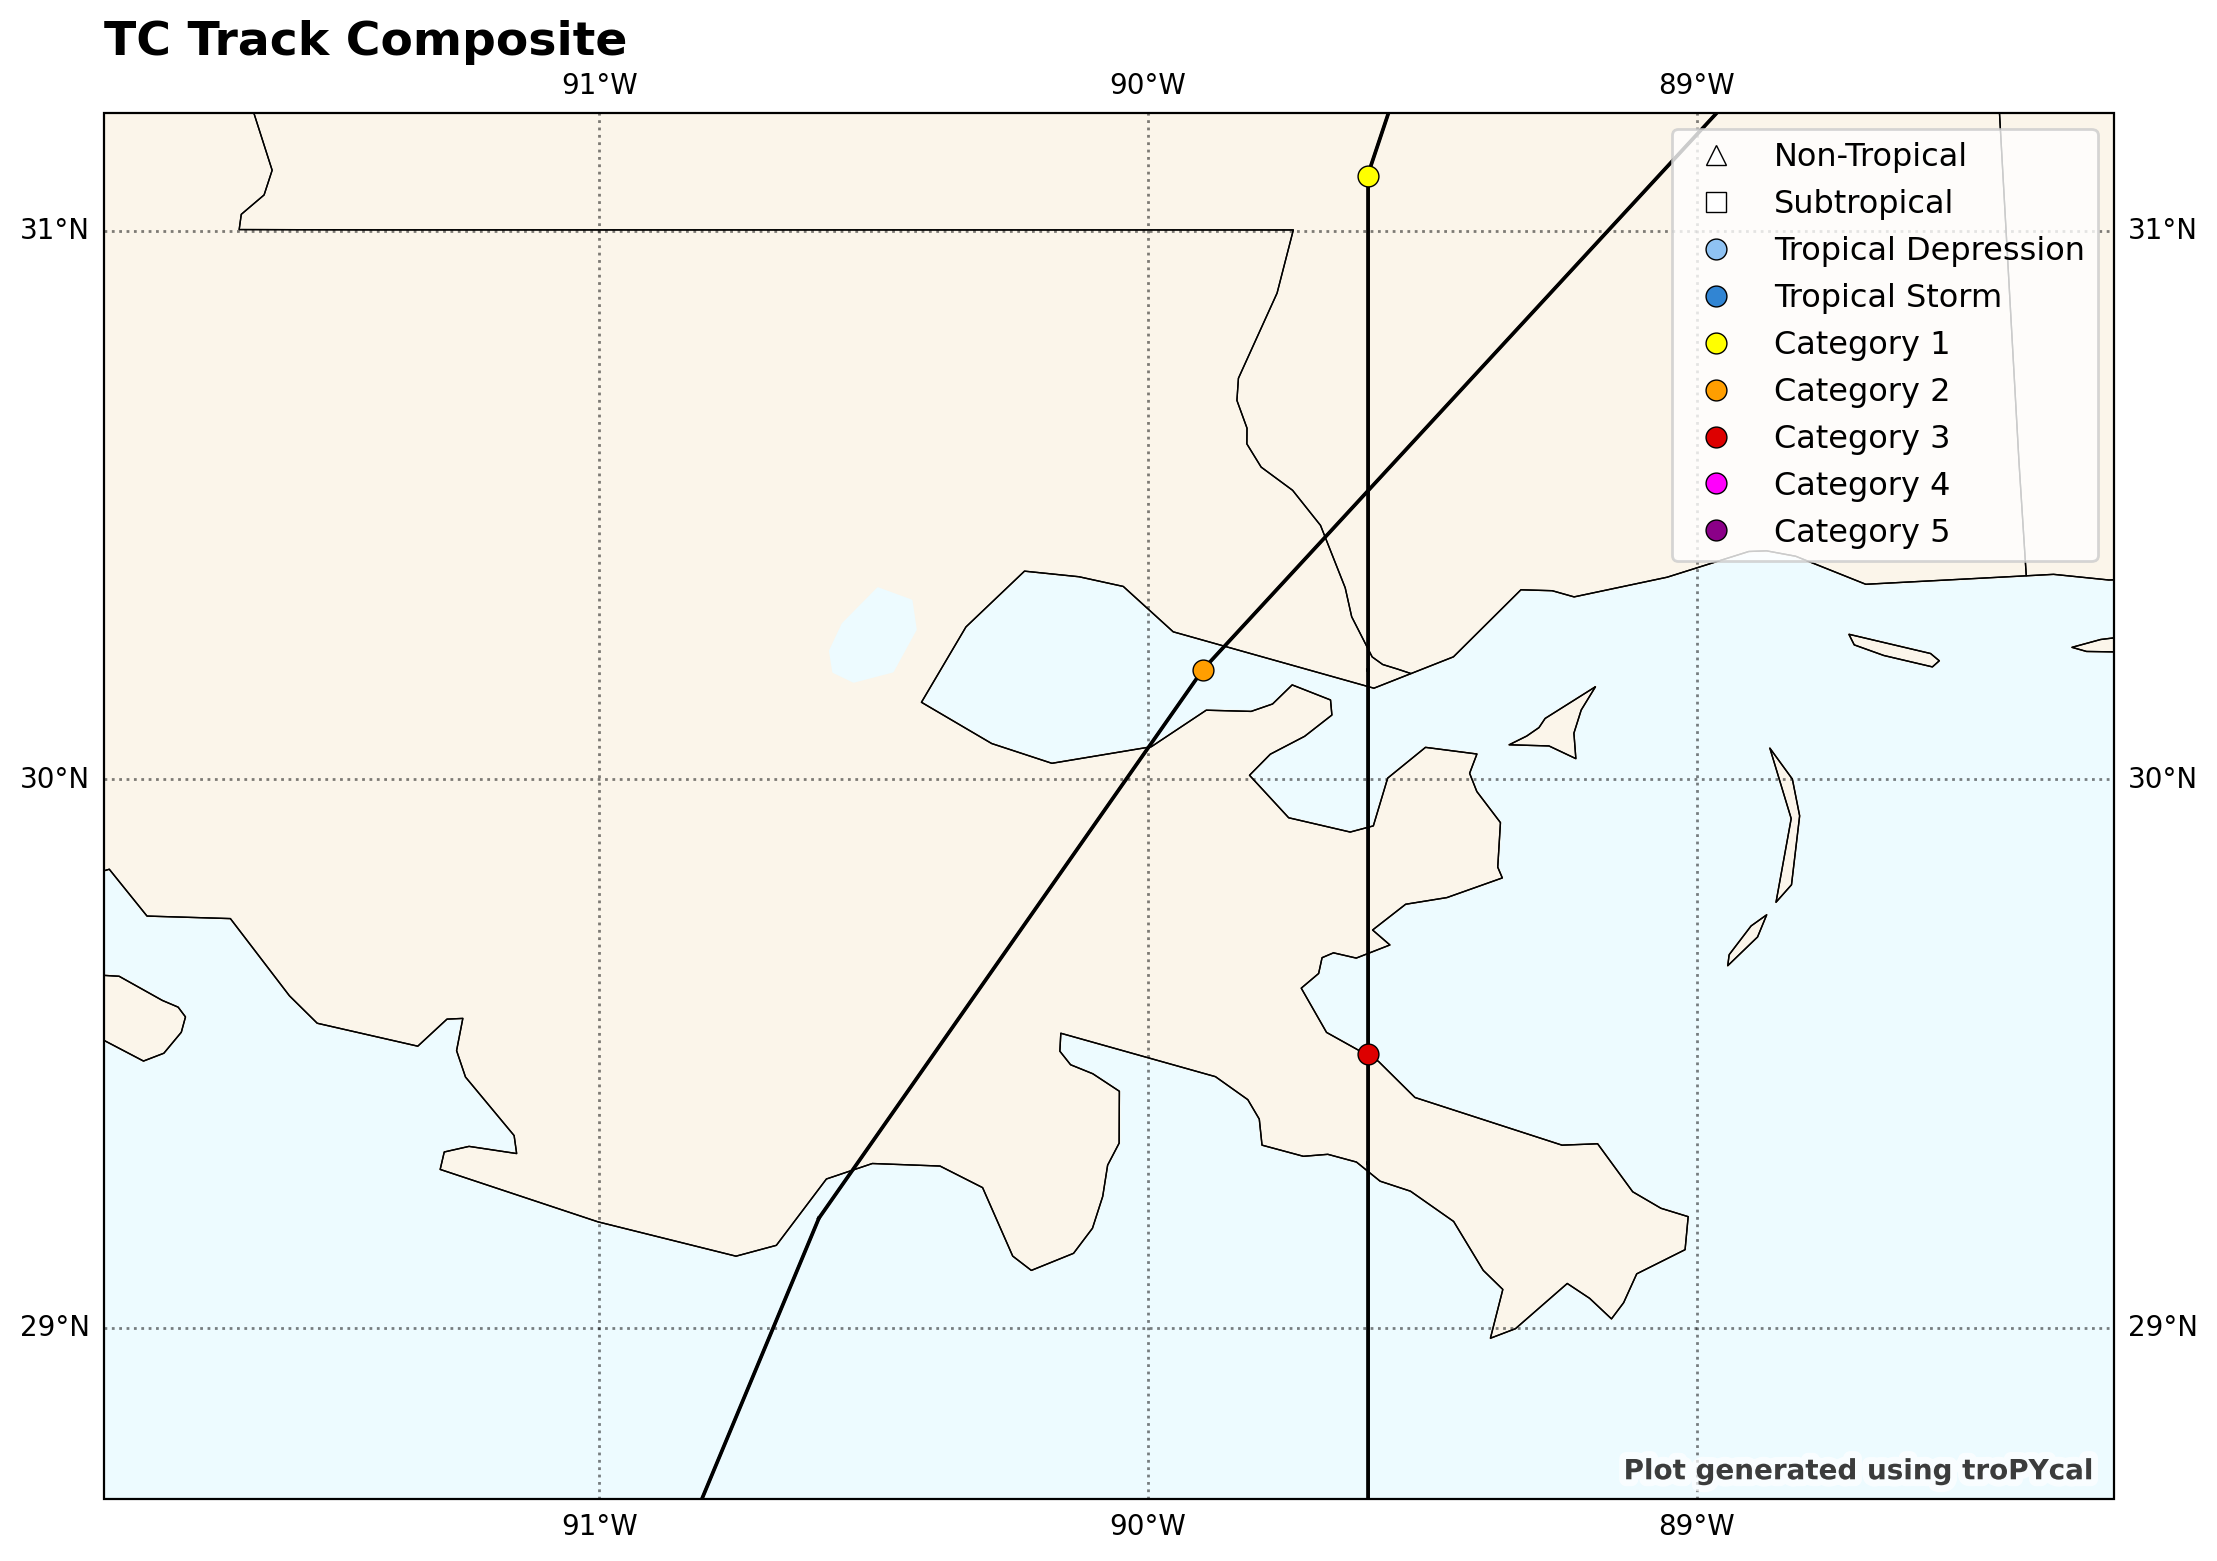 TC Track Composite
91°W 90°W 89°W
Non-Tropical
Subtropical
31°N 31°N
Tropical Depression
Tropical Storm
Category 1
Category 2
Category 3
Category 4
Category 5
30°N 30°N
29°N 29°N
Plot generated using troPYcal
91°W 90°W 89°W